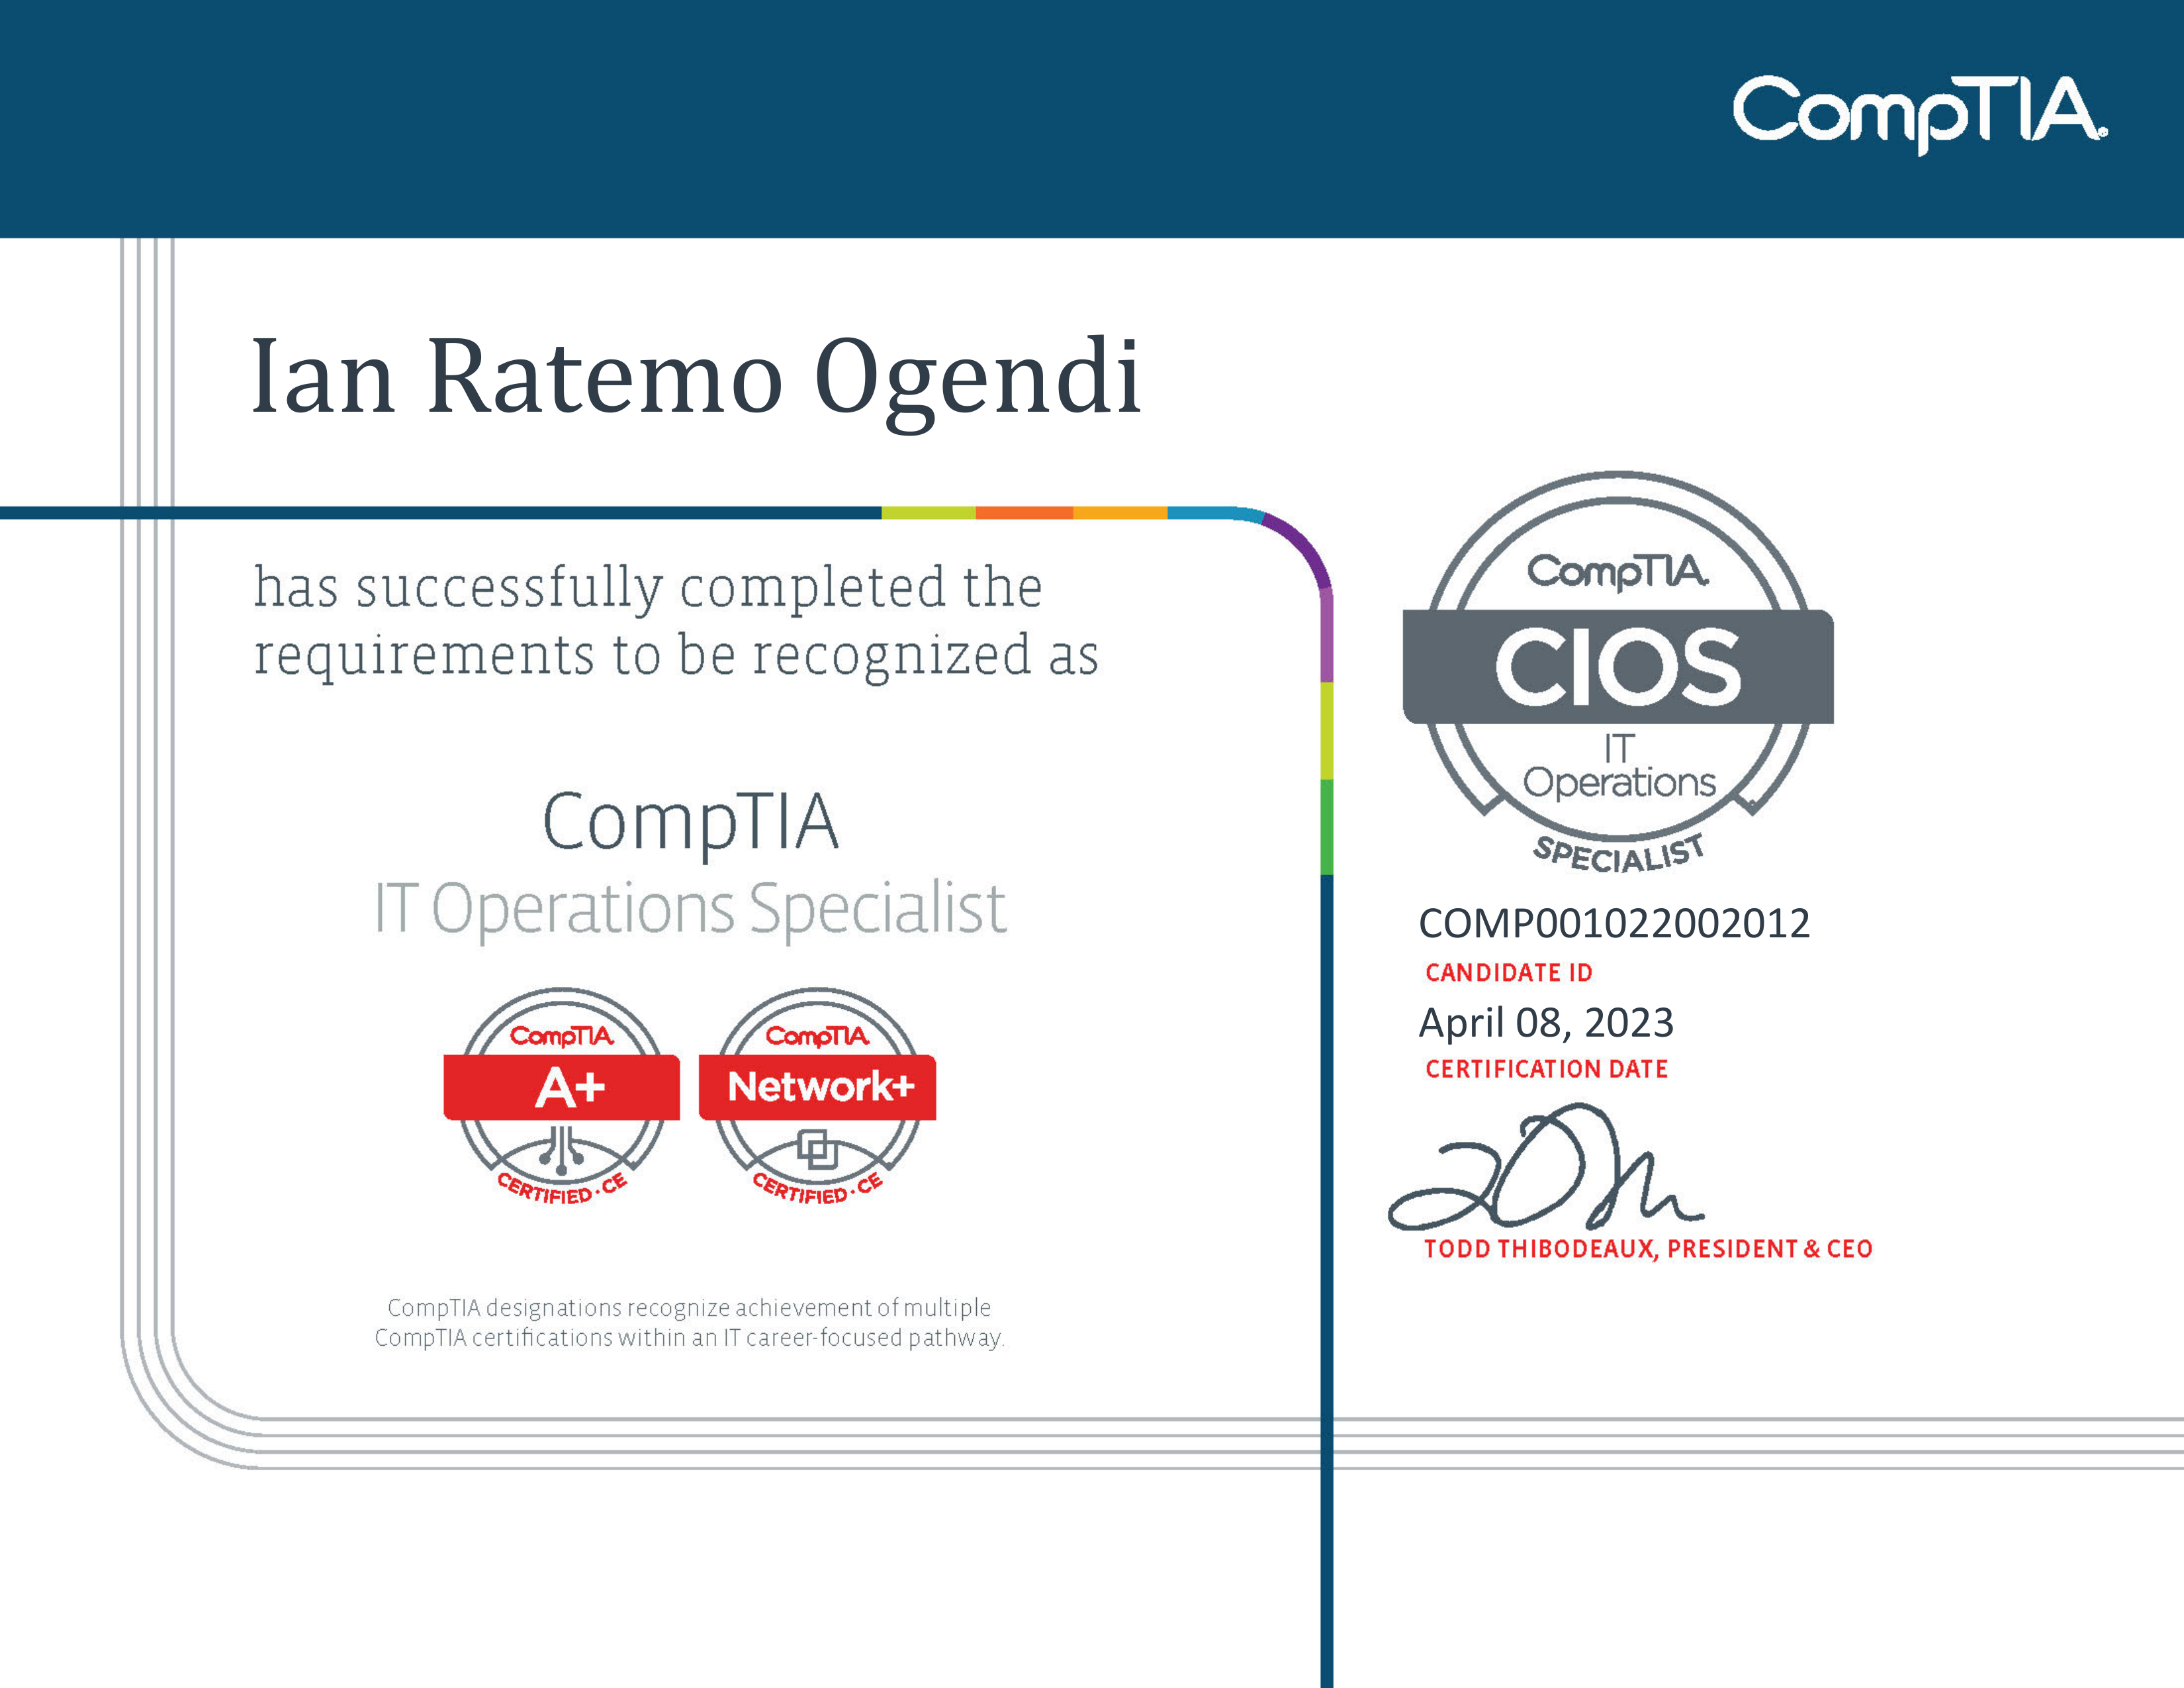 CompTIA.
Ian Ratemo Ogendi
has successfully completed the
requirements to be recognized as
CompTIA
IT Operations Specialist
CompTIA.
A+
CERTIFIED · CE
CompTIA.
Network+
CERTIFIED · CE
CompTIA designations recognize achievement of multiple
CompTIA certifications within an IT career-focused pathway.
CompTIA.
CIOS
IT
Operations
SPECIALIST
COMP001022002012
CANDIDATE ID
April 08, 2023
CERTIFICATION DATE
TODD THIBODEAUX, PRESIDENT & CEO